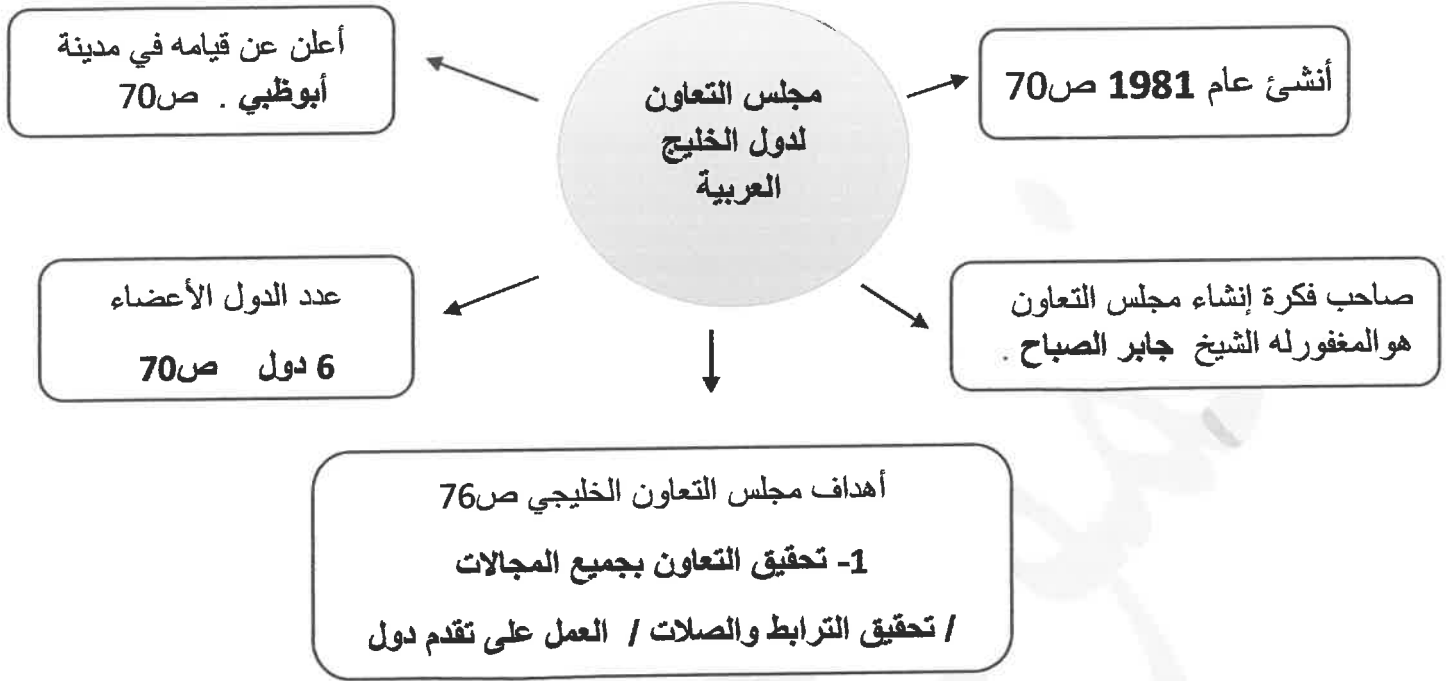 مجلس التعاون
لدول الخليج
العربية
أنشئ عام 1981 ص70
أعلن عن قيامه في مدينة
أبوظبي . ص70
صاحب فكرة إنشاء مجلس التعاون
هوالمغفورله الشيخ جابر الصباح .
عدد الدول الأعضاء
6 دول ص70
أهداف مجلس التعاون الخليجي ص76
1- تحقيق التعاون بجميع المجالات
/ تحقيق الترابط والصلات / العمل على تقدم دول